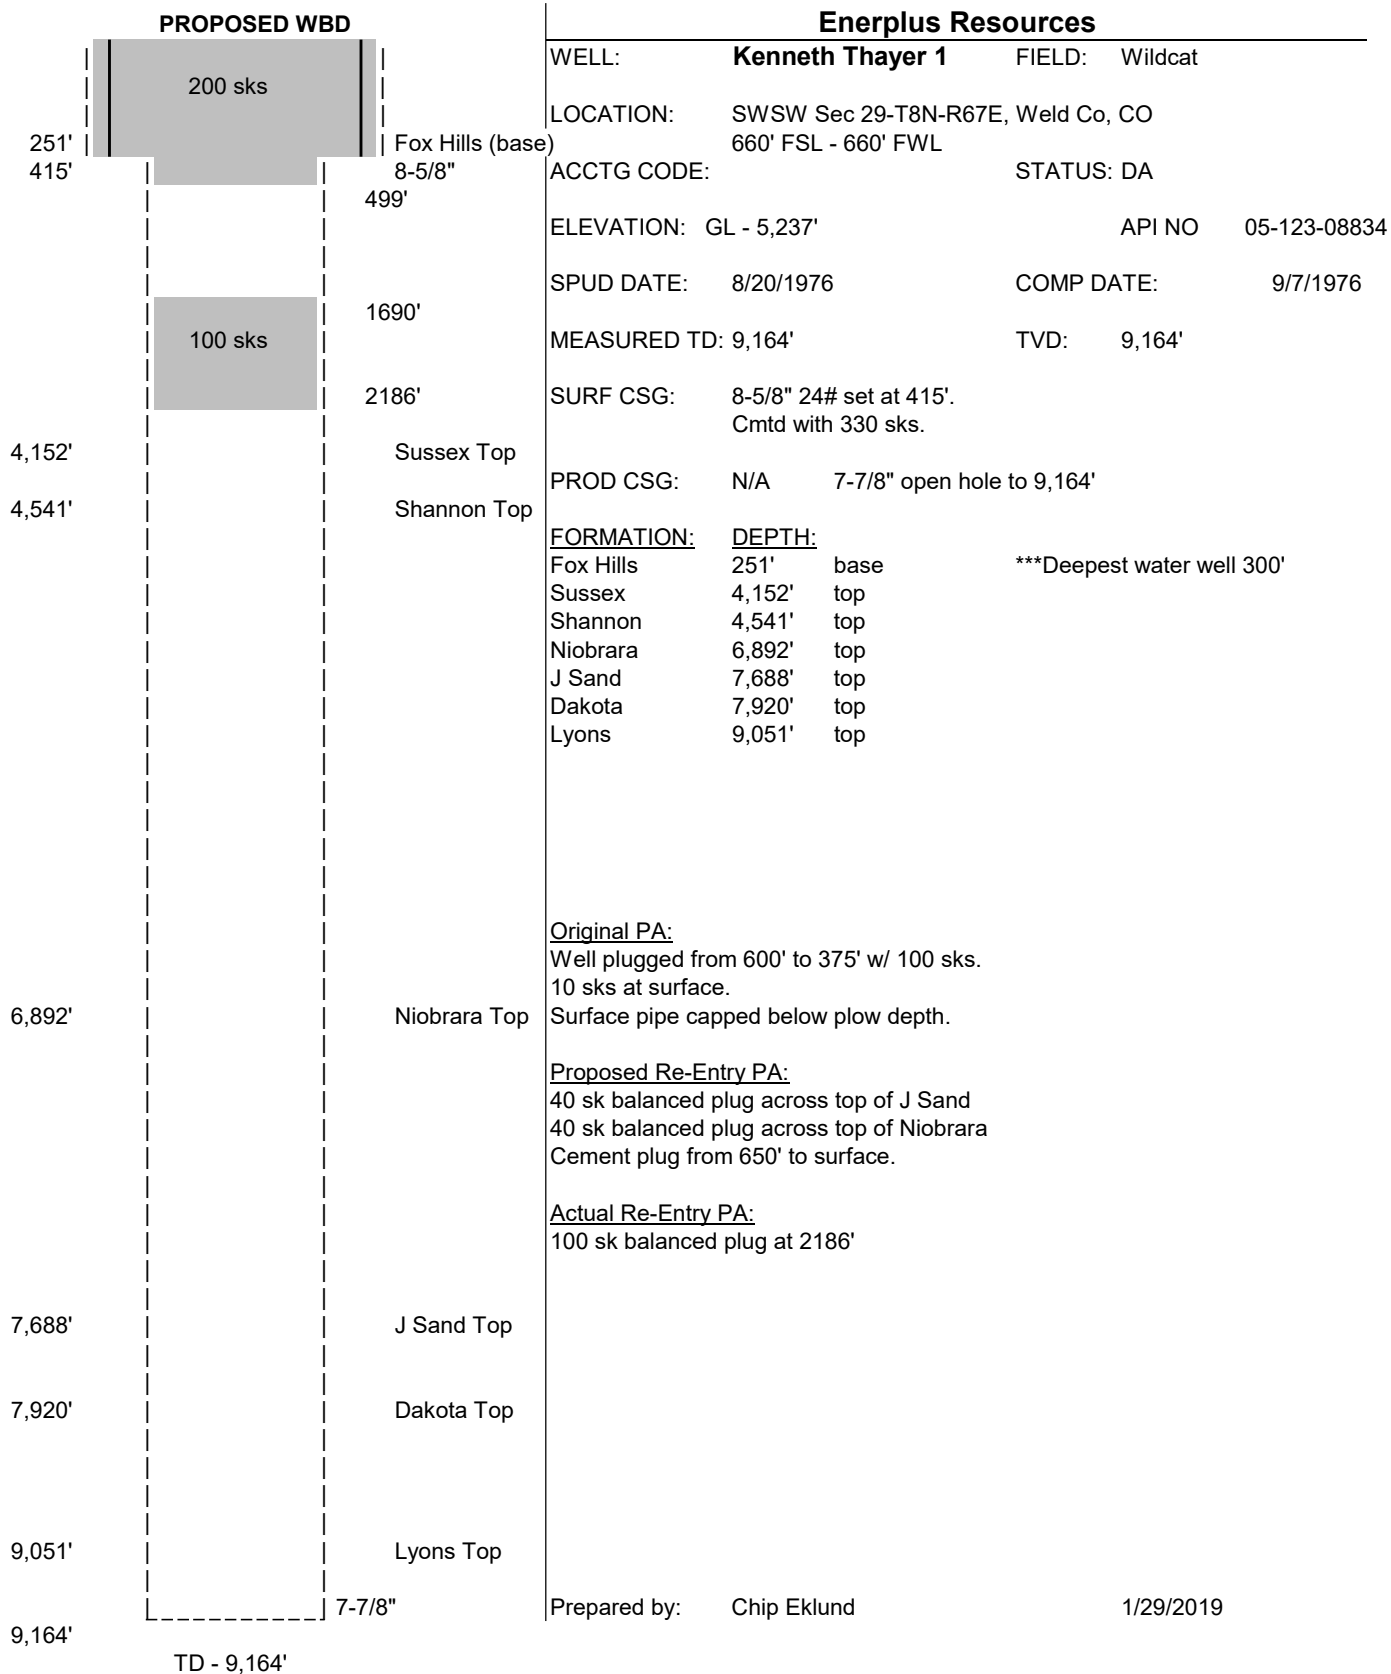 PROPOSED WBD
Enerplus Resources
WELL: Kenneth Thayer 1 FIELD: Wildcat
200 sks
LOCATION: SWSW Sec 29-T8N-R67E, Weld Co, CO
251' Fox Hills (base) 660' FSL - 660' FWL
415' 8-5/8" ACCTG CODE: STATUS: DA
499'
ELEVATION: GL - 5,237' API NO 05-123-08834
SPUD DATE: 8/20/1976 COMP DATE: 9/7/1976
1690'
100 sks MEASURED TD: 9,164' TVD: 9,164'
2186' SURF CSG: 8-5/8" 24# set at 415'.
Cmtd with 330 sks.
4,152' Sussex Top
PROD CSG: N/A 7-7/8" open hole to 9,164'
4,541' Shannon Top
FORMATION: DEPTH:
Fox Hills 251' base ***Deepest water well 300'
Sussex 4,152' top
Shannon 4,541' top
Niobrara 6,892' top
J Sand 7,688' top
Dakota 7,920' top
Lyons 9,051' top
Original PA:
Well plugged from 600' to 375' w/ 100 sks.
10 sks at surface.
6,892' Niobrara Top Surface pipe capped below plow depth.
Proposed Re-Entry PA:
40 sk balanced plug across top of J Sand
40 sk balanced plug across top of Niobrara
Cement plug from 650' to surface.
Actual Re-Entry PA:
100 sk balanced plug at 2186'
7,688' J Sand Top
7,920' Dakota Top
9,051' Lyons Top
7-7/8" Prepared by: Chip Eklund 1/29/2019
9,164'
TD - 9,164'